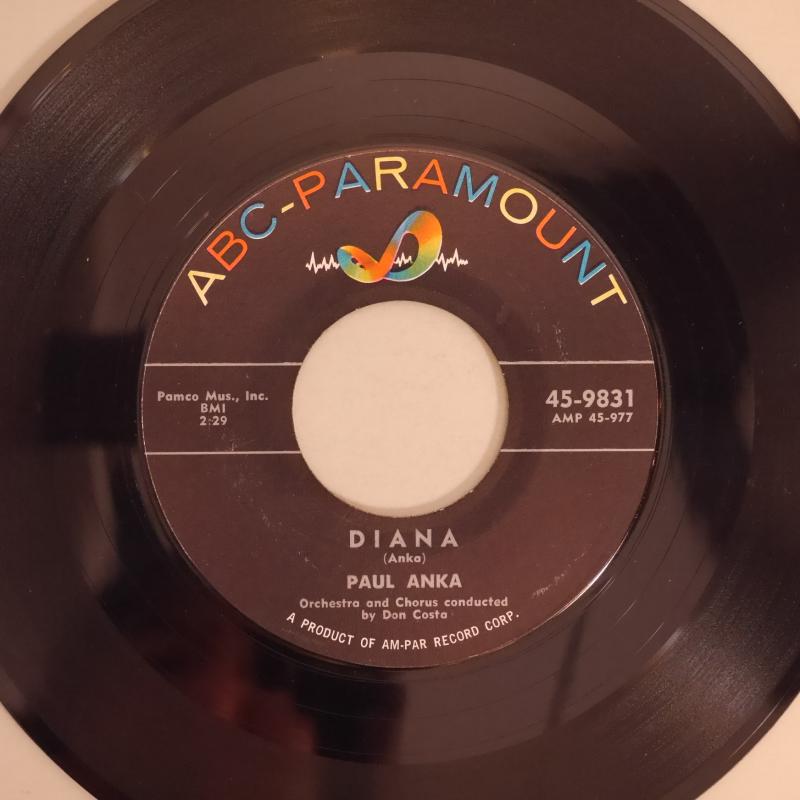 ABC-PARAMOUNT
Pamco Mus., Inc.
BMI
2:29
45-9831
AMP 45-977
DIANA
(Anka)
PAUL ANKA
Orchestra and Chorus conducted
by Don Costa
A PRODUCT OF AM-PAR RECORD CORP.